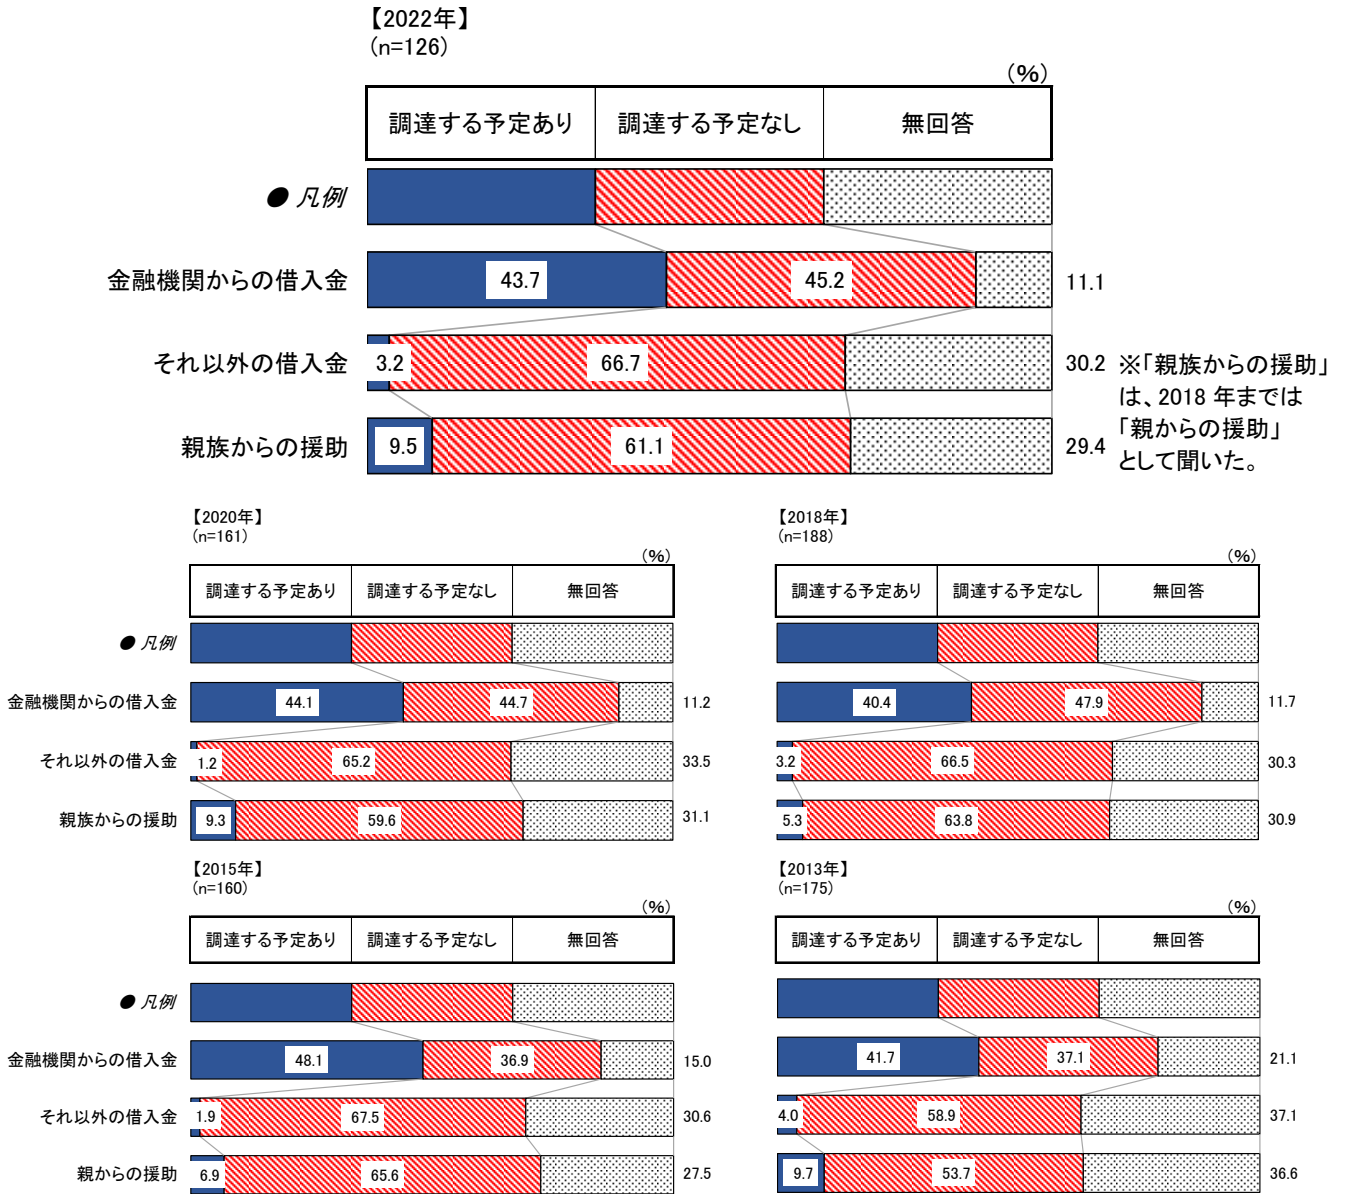 【2022年】
(n=126)
(%)
調達する予定あり 調達する予定なし 無回答
● 凡例
金融機関からの借入金 43.7 45.2 11.1
それ以外の借入金 3.2 66.7 30.2
親族からの援助 9.5 61.1 29.4
※「親族からの援助」
は、2018 年までは
「親からの援助」
として聞いた。
【2020年】
(n=161)
(%)
調達する予定あり 調達する予定なし 無回答
● 凡例
金融機関からの借入金 44.1 44.7 11.2
それ以外の借入金 1.2 65.2 33.5
親族からの援助 9.3 59.6 31.1
【2018年】
(n=188)
(%)
調達する予定あり 調達する予定なし 無回答
40.4 47.9 11.7
3.2 66.5 30.3
5.3 63.8 30.9
【2015年】
(n=160)
(%)
調達する予定あり 調達する予定なし 無回答
● 凡例
金融機関からの借入金 48.1 36.9 15.0
それ以外の借入金 1.9 67.5 30.6
親からの援助 6.9 65.6 27.5
【2013年】
(n=175)
(%)
調達する予定あり 調達する予定なし 無回答
41.7 37.1 21.1
4.0 58.9 37.1
9.7 53.7 36.6